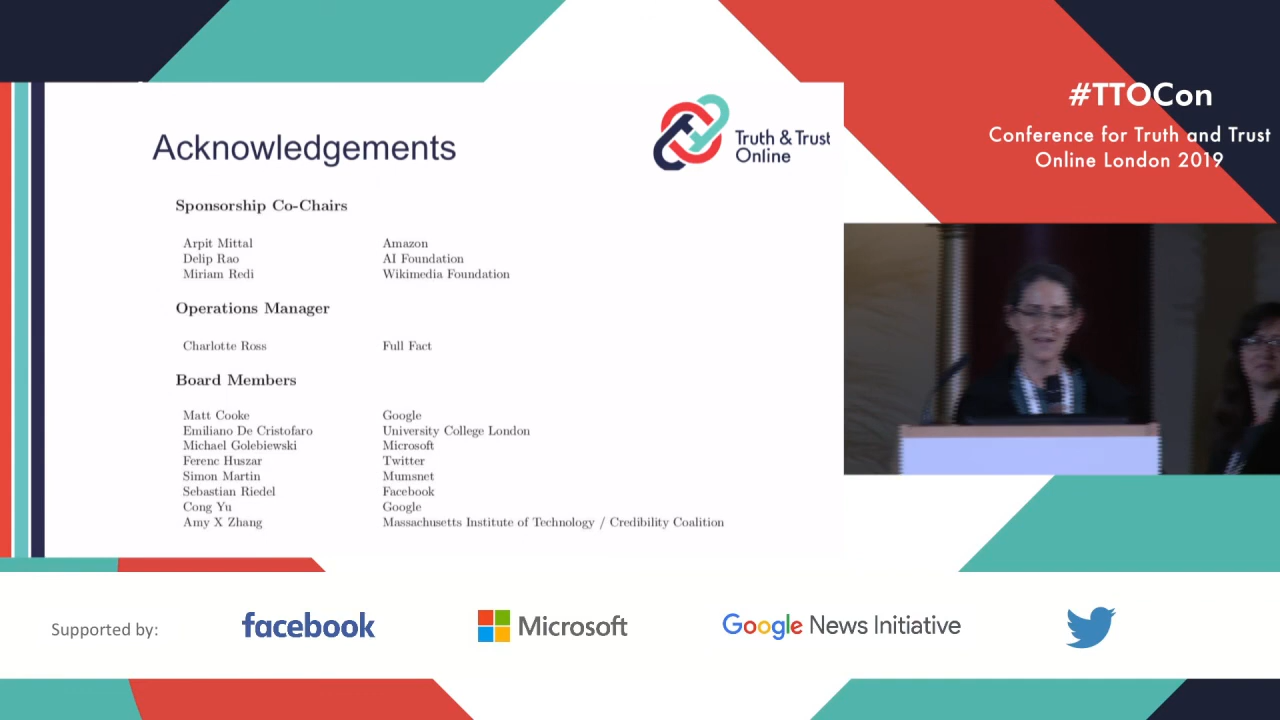 #TTOCon
Conference for Truth and Trust
Online London 2019
Acknowledgements
Truth & Trust
Online
Sponsorship Co-Chairs
Arpit Mittal Amazon
Delip Rao AI Foundation
Miriam Redi Wikimedia Foundation
Operations Manager
Charlotte Ross Full Fact
Board Members
Matt Cooke Google
Emiliano De Cristofaro University College London
Michael Golebiewski Microsoft
Ferenc Huszar Twitter
Simon Martin Mumsnet
Sebastian Riedel Facebook
Cong Yu Google
Amy X Zhang Massachusetts Institute of Technology / Credibility Coalition
Supported by: facebook Microsoft Google News Initiative